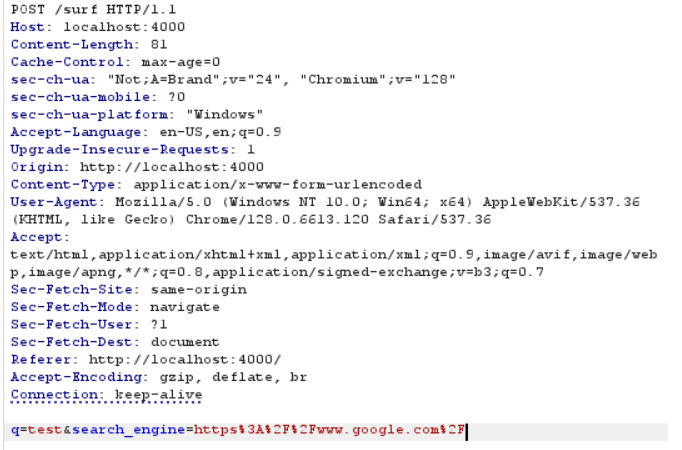 POST /surf HTTP/1.1
Host: localhost:4000
Content-Length: 81
Cache-Control: max-age=0
sec-ch-ua: "Not;A=Brand";v="24", "Chromium";v="128"
sec-ch-ua-mobile: ?0
sec-ch-ua-platform: "Windows"
Accept-Language: en-US,en;q=0.9
Upgrade-Insecure-Requests: 1
Origin: http://localhost:4000
Content-Type: application/x-www-form-urlencoded
User-Agent: Mozilla/5.0 (Windows NT 10.0; Win64; x64) AppleWebKit/537.36
(KHTML, like Gecko) Chrome/128.0.6613.120 Safari/537.36
Accept:
text/html,application/xhtml+xml,application/xml;q=0.9,image/avif,image/web
p,image/apng,*/*;q=0.8,application/signed-exchange;v=b3;q=0.7
Sec-Fetch-Site: same-origin
Sec-Fetch-Mode: navigate
Sec-Fetch-User: ?1
Sec-Fetch-Dest: document
Referer: http://localhost:4000/
Accept-Encoding: gzip, deflate, br
Connection: keep-alive
q=test&search_engine=https%3A%2F%2Fwww.google.com%2F